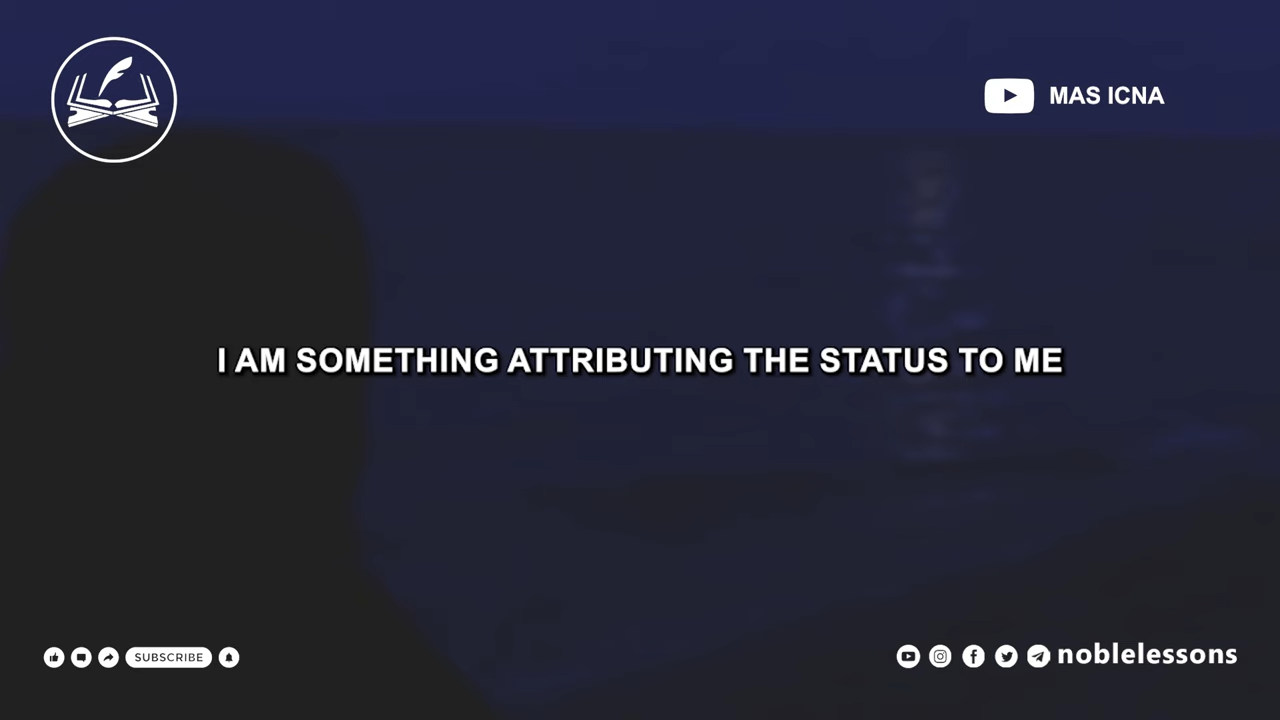 MAS ICNA
I AM SOMETHING ATTRIBUTING THE STATUS TO ME
SUBSCRIBE
noblelessons